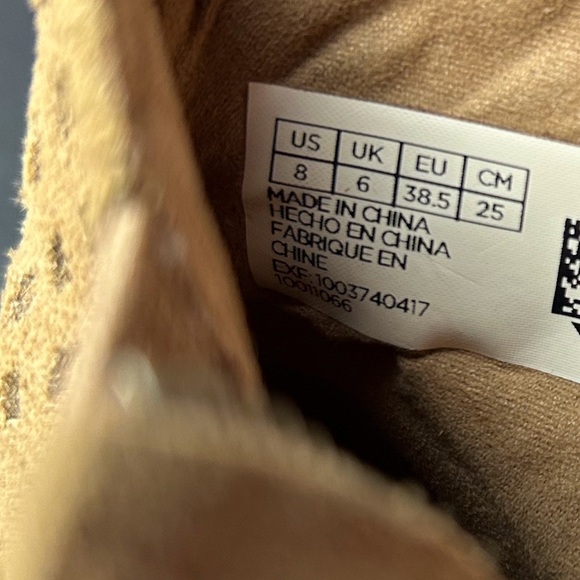 US UK EU CM
8 6 38.5 25
MADE IN CHINA
HECHO EN CHINA
FABRIQUE EN
CHINE
EXF: 1003740417
10011066